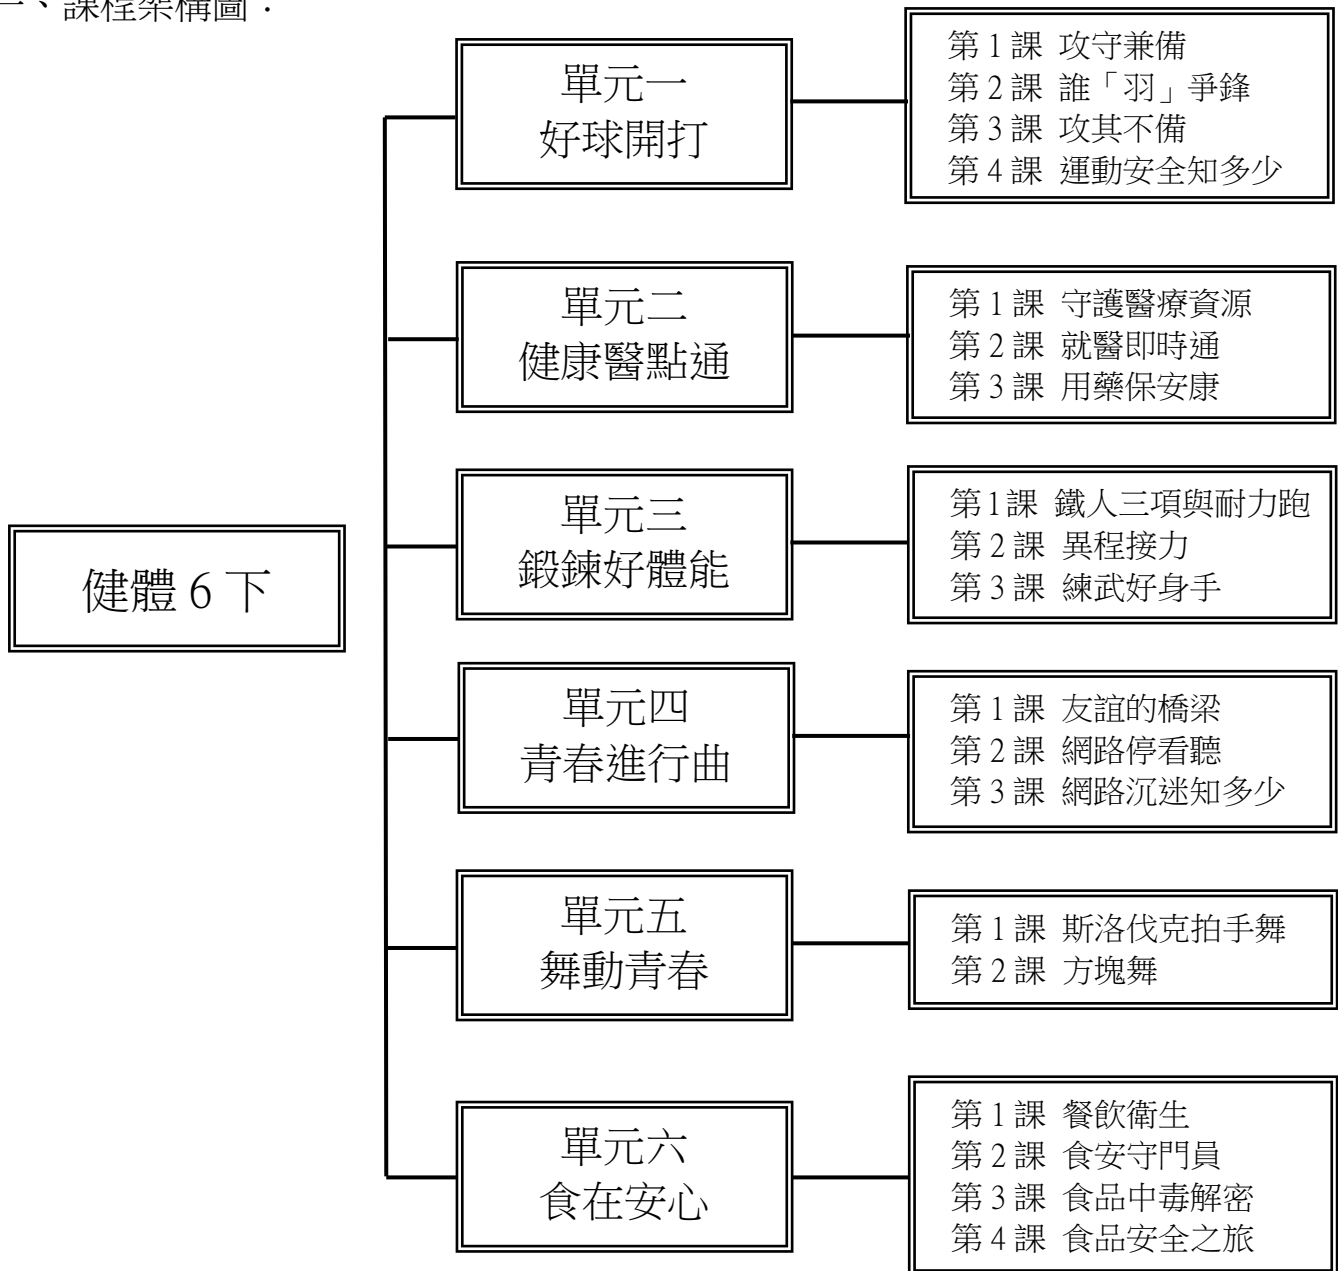 一、課程架構圖：
單元一
好球開打
第 1 課 攻守兼備
第 2 課 誰「羽」爭鋒
第 3 課 攻其不備
第 4 課 運動安全知多少
單元二
健康醫點通
第 1 課 守護醫療資源
第 2 課 就醫即時通
第 3 課 用藥保安康
健體 6 下
單元三
鍛鍊好體能
第 1 課 鐵人三項與耐力跑
第 2 課 異程接力
第 3 課 練武好身手
單元四
青春進行曲
第 1 課 友誼的橋梁
第 2 課 網路停看聽
第 3 課 網路沉迷知多少
單元五
舞動青春
第 1 課 斯洛伐克拍手舞
第 2 課 方塊舞
單元六
食在安心
第 1 課 餐飲衛生
第 2 課 食安守門員
第 3 課 食品中毒解密
第 4 課 食品安全之旅